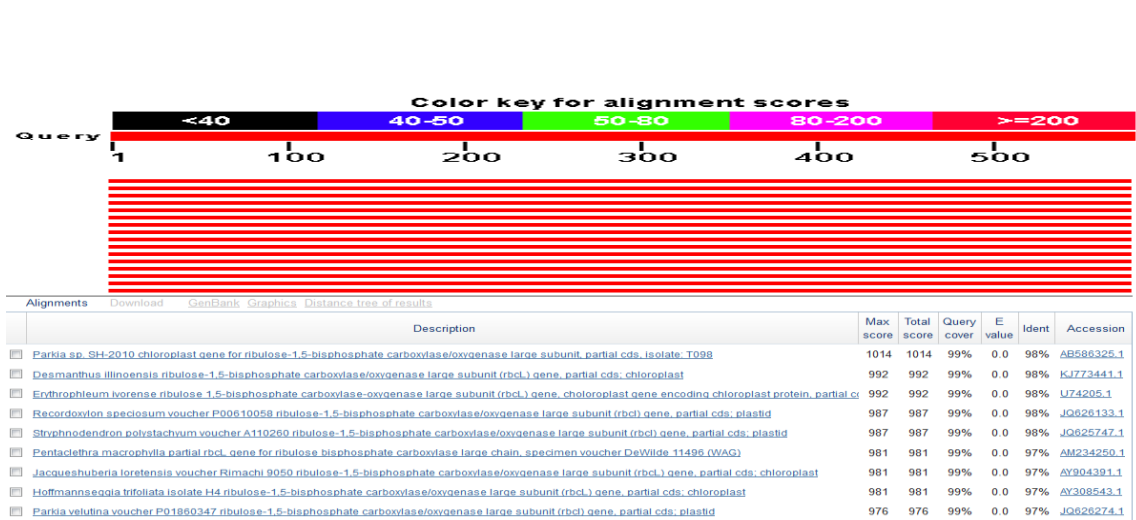 Color key for alignment scores
<40 40-50 50-80 80-200 >=200
Query
1 100 200 300 400 500
Alignments Download GenBank Graphics Distance tree of results
Description Max score Total score Query cover E value Ident Accession
Parkia sp. SH-2010 chloroplast gene for ribulose-1,5-bisphosphate carboxylase/oxygenase large subunit, partial cds, isolate: T098 1014 1014 99% 0.0 98% AB586325.1
Desmanthus illinoensis ribulose-1,5-bisphosphate carboxylase/oxygenase large subunit (rbcL) gene, partial cds; chloroplast 992 992 99% 0.0 98% KJ773441.1
Erythrophleum ivorense ribulose 1,5-bisphosphate carboxylase-oxygenase large subunit (rbcL) gene, choloroplast gene encoding chloroplast protein, partial cc 992 992 99% 0.0 98% U74205.1
Recordoxylon speciosum voucher P00610058 ribulose-1,5-bisphosphate carboxylase/oxygenase large subunit (rbcl) gene, partial cds; plastid 987 987 99% 0.0 98% JQ626133.1
Stryphnodendron polystachyum voucher A110260 ribulose-1,5-bisphosphate carboxylase/oxygenase large subunit (rbcl) gene, partial cds; plastid 987 987 99% 0.0 98% JQ625747.1
Pentaclethra macrophylla partial rbcL gene for ribulose bisphosphate carboxylase large chain, specimen voucher DeWilde 11496 (WAG) 981 981 99% 0.0 97% AM234250.1
Jacqueshuberia loretensis voucher Rimachi 9050 ribulose-1,5-bisphosphate carboxylase/oxygenase large subunit (rbcL) gene, partial cds; chloroplast 981 981 99% 0.0 97% AY904391.1
Hoffmannseggia trifoliata isolate H4 ribulose-1,5-bisphosphate carboxylase/oxygenase large subunit (rbcL) gene, partial cds; chloroplast 981 981 99% 0.0 97% AY308543.1
Parkia velutina voucher P01860347 ribulose-1,5-bisphosphate carboxylase/oxygenase large subunit (rbcl) gene, partial cds; plastid 976 976 99% 0.0 97% JQ626274.1